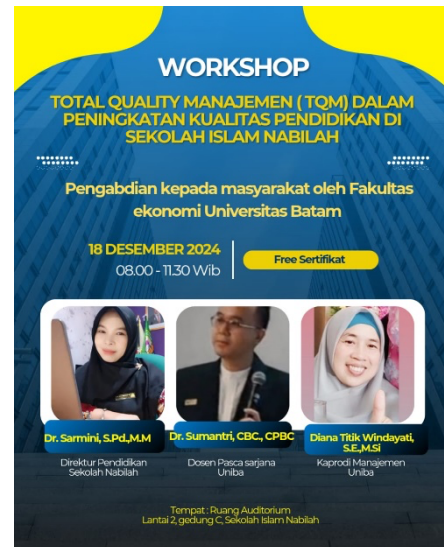 WORKSHOP
TOTAL QUALITY MANAJEMEN ( TQM) DALAM
PENINGKATAN KUALITAS PENDIDIKAN DI
SEKOLAH ISLAM NABILAH
Pengabdian kepada masyarakat oleh Fakultas
ekonomi Universitas Batam
18 DESEMBER 2024
08.00 - 11.30 Wib
Free Sertifikat
Dr. Sarmini, S.Pd.,M.M
Direktur Pendidikan
Sekolah Nabilah
Dr. Sumantri, CBC., CPBC
Dosen Pasca sarjana
Uniba
Diana Titik Windayati,
S.E.,M.Si
Kaprodi Manajemen
Uniba
Tempat : Ruang Auditorium
Lantai 2, gedung C, Sekolah Islam Nabilah